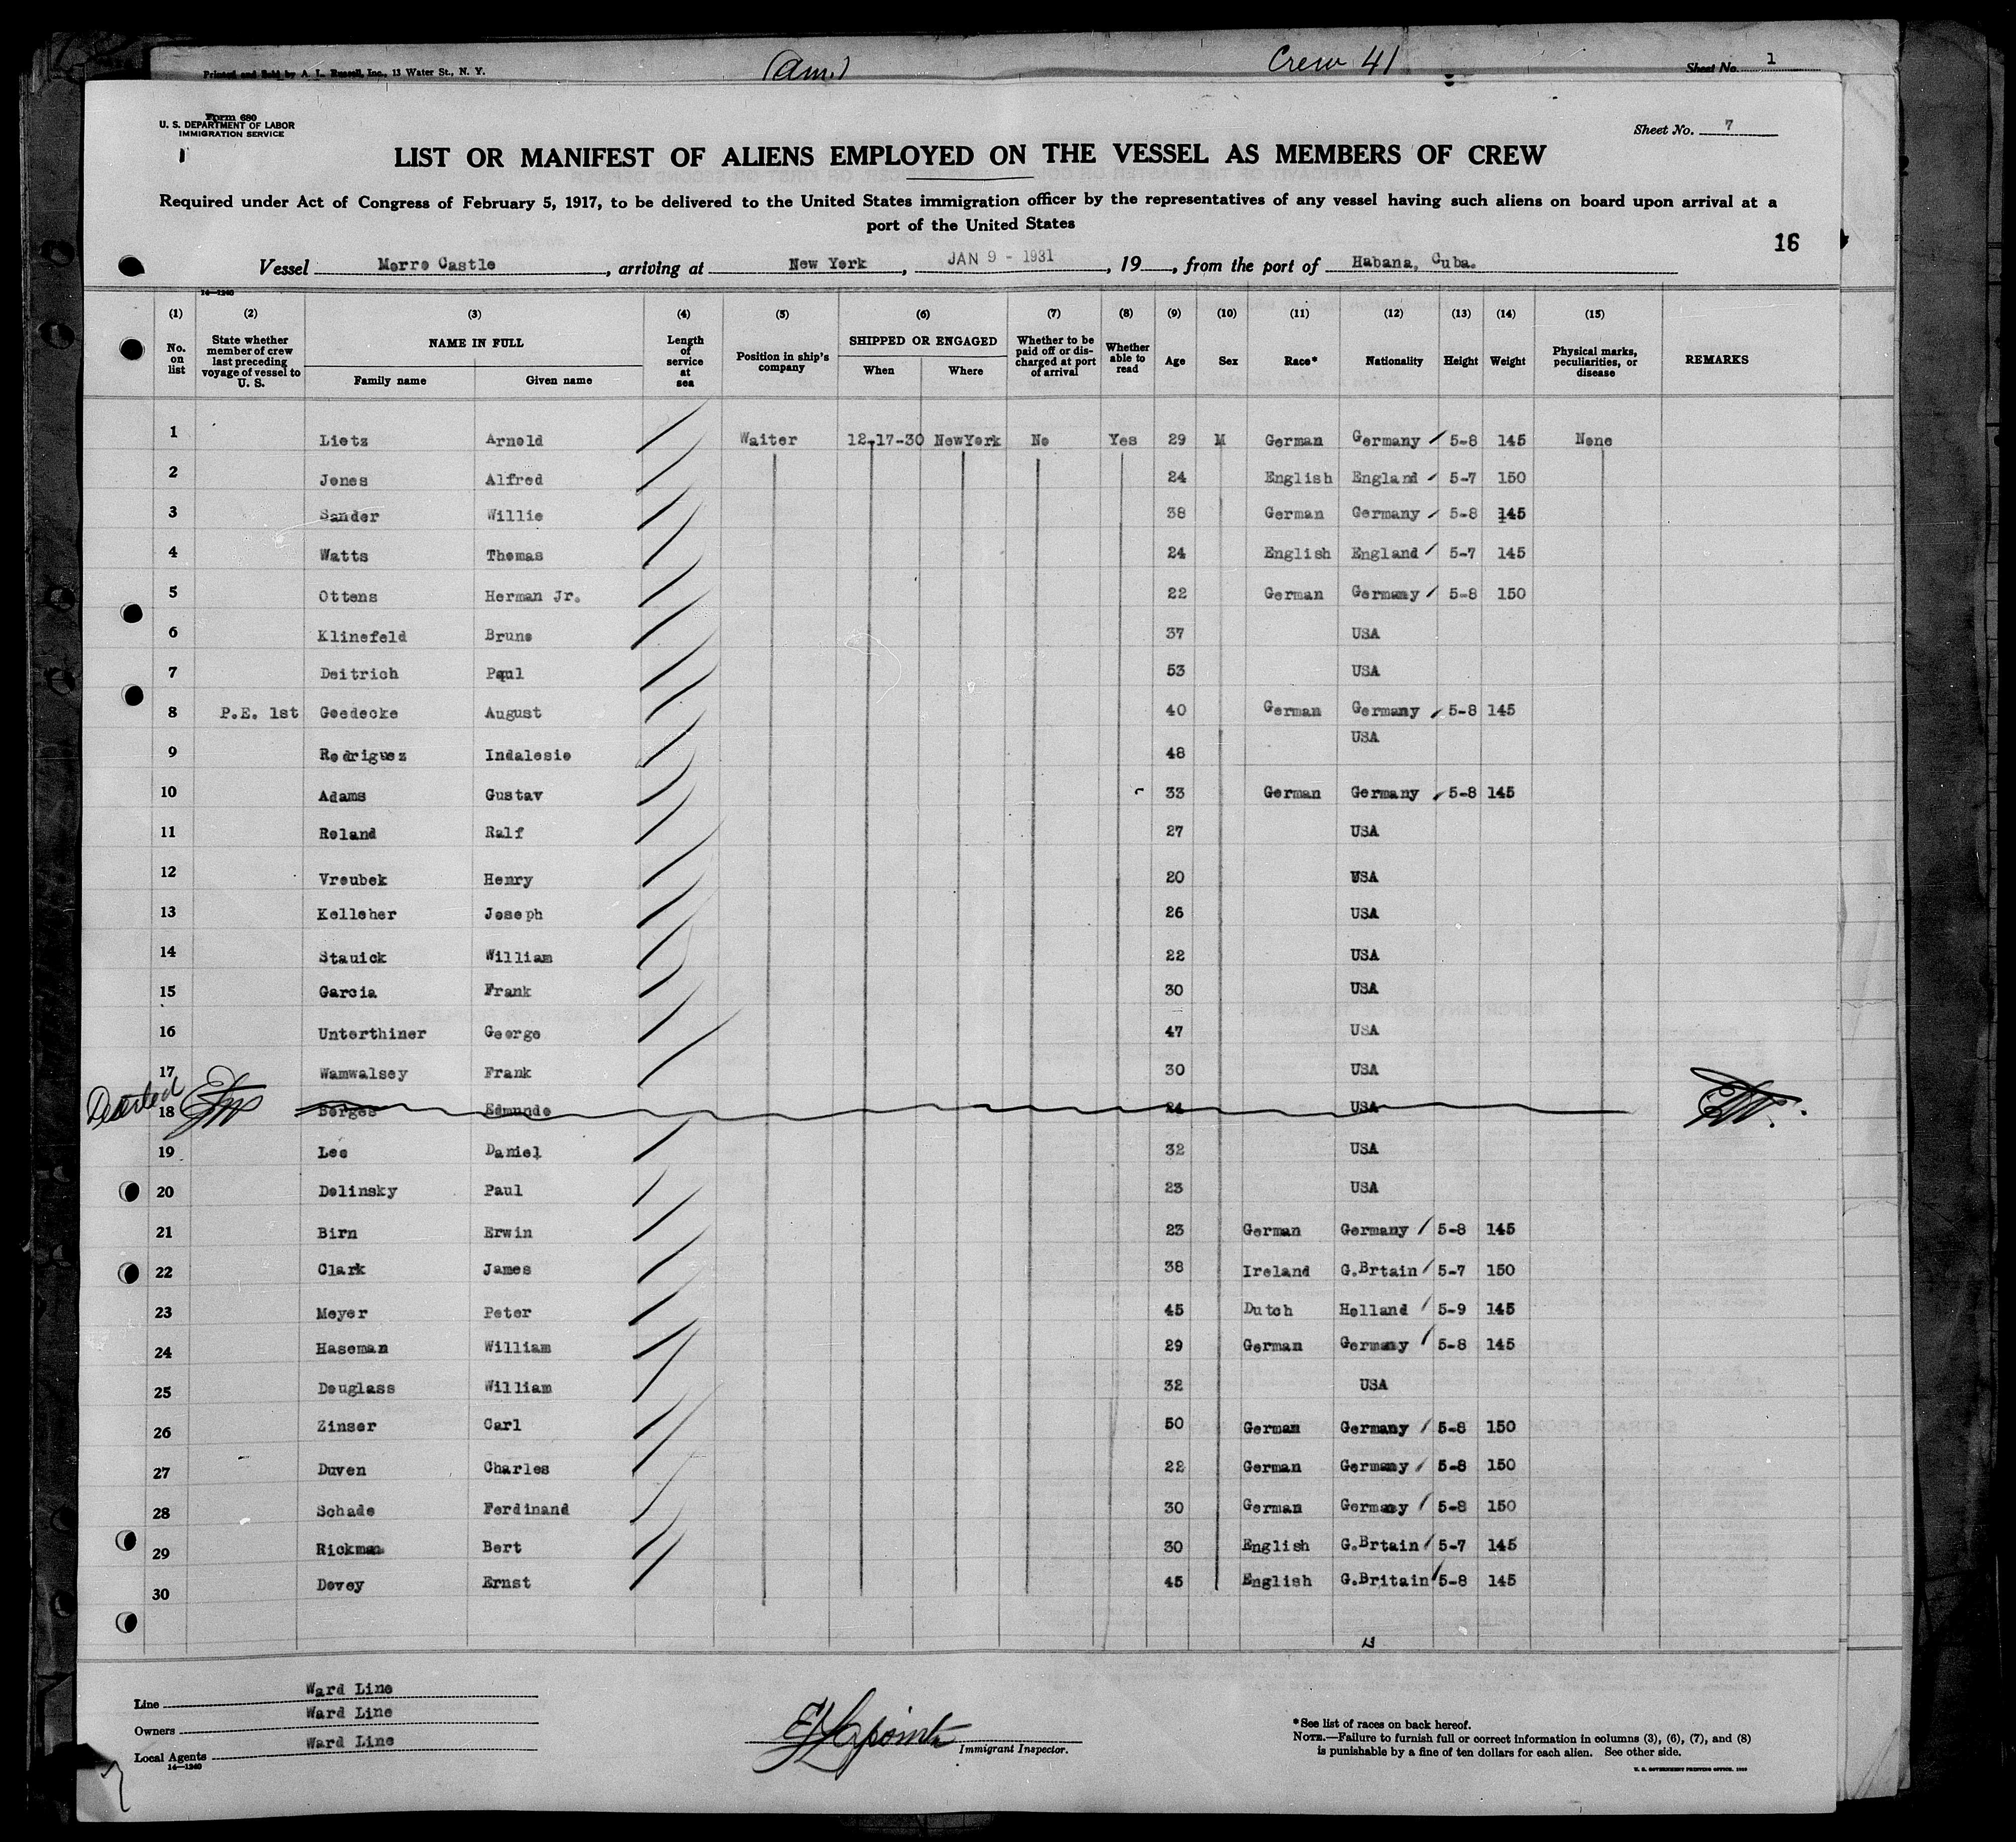 Printed and Sold by A. L. Russell, Inc., 13 Water St., N. Y.
(Am.)
Crew 41
Sheet No. 1
Form 680
U. S. DEPARTMENT OF LABOR
IMMIGRATION SERVICE
1
Sheet No. 7
LIST OR MANIFEST OF ALIENS EMPLOYED ON THE VESSEL AS MEMBERS OF CREW
Required under Act of Congress of February 5, 1917, to be delivered to the United States immigration officer by the representatives of any vessel having such aliens on board upon arrival at a
port of the United States
16
Vessel Morro Castle, arriving at New York, JAN 9 - 1931, 19, from the port of Habana, Cuba.
14—1240
(1) No. on list
(2) State whether member of crew last preceding voyage of vessel to U. S.
(3) NAME IN FULL
Family name Given name
(4) Length of service at sea
(5) Position in ship's company
(6) SHIPPED OR ENGAGED
When Where
(7) Whether to be paid off or discharged at port of arrival
(8) Whether able to read
(9) Age
(10) Sex
(11) Race*
(12) Nationality
(13) Height
(14) Weight
(15) Physical marks, peculiarities, or disease
REMARKS
1 Lietz Arnold Waiter 12-17-30 NewYork No Yes 29 M German Germany 5-8 145 None
2 Jones Alfred 24 English England 5-7 150
3 Sander Willie 38 German Germany 5-8 145
4 Watts Thomas 24 English England 5-7 145
5 Ottens Herman Jr. 22 German Germany 5-8 150
6 Klinefeld Bruno 37 USA
7 Deitrich Paul 53 USA
8 P.E. 1st Goedecke August 40 German Germany 5-8 145
9 Rodriguez Indalesio 48 USA
10 Adams Gustav 33 German Germany 5-8 145
11 Roland Ralf 27 USA
12 Vroubek Henry 20 USA
13 Kelleher Joseph 26 USA
14 Stauick William 22 USA
15 Garcia Frank 30 USA
16 Unterthiner George 47 USA
17 Wamwalsey Frank 30 USA
Deserted 18 Borges Edmundo 24 USA
19 Lee Daniel 32 USA
20 Dolinsky Paul 23 USA
21 Birn Erwin 23 German Germany 5-8 145
22 Clark James 38 Ireland G.Brtain 5-7 150
23 Meyer Peter 45 Dutch Holland 5-9 145
24 Haseman William 29 German Germany 5-8 145
25 Douglass William 32 USA
26 Zinser Carl 50 German Germany 5-8 150
27 Duven Charles 22 German Germany 5-8 150
28 Schade Ferdinand 30 German Germany 5-8 150
29 Rickman Bert 30 English G.Brtain 5-7 145
30 Dovey Ernst 45 English G.Britain 5-8 145
Line Ward Line
Owners Ward Line
Local Agents Ward Line
14—1240
Immigrant Inspector.
*See list of races on back hereof.
NOTE.—Failure to furnish full or correct information in columns (3), (6), (7), and (8)
is punishable by a fine of ten dollars for each alien. See other side.
U. S. GOVERNMENT PRINTING OFFICE. 1929